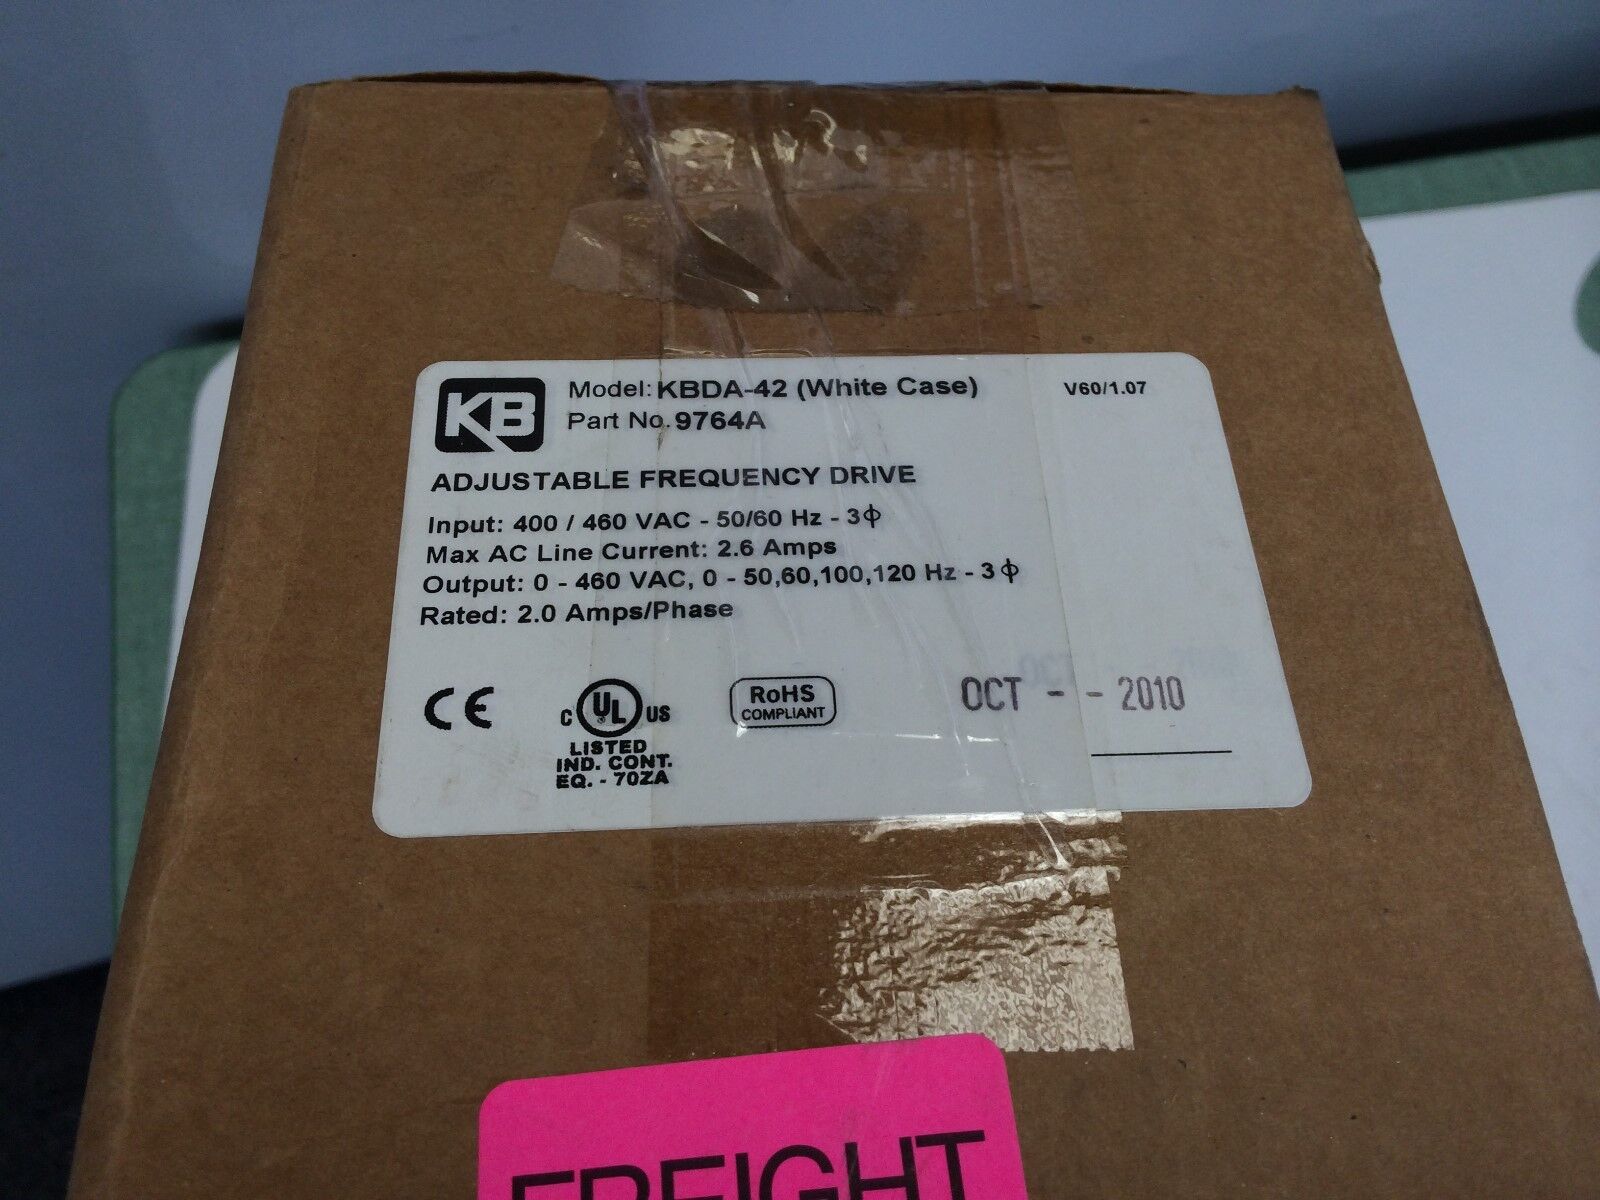 KB
Model: KBDA-42 (White Case)
V60/1.07
Part No. 9764A
ADJUSTABLE FREQUENCY DRIVE
Input: 400 / 460 VAC - 50/60 Hz - 3ϕ
Max AC Line Current: 2.6 Amps
Output: 0 - 460 VAC, 0 - 50,60,100,120 Hz - 3ϕ
Rated: 2.0 Amps/Phase
CE
C UL US
LISTED
IND. CONT.
EQ. - 70ZA
RoHS
COMPLIANT
OCT - - 2010
FREIGHT